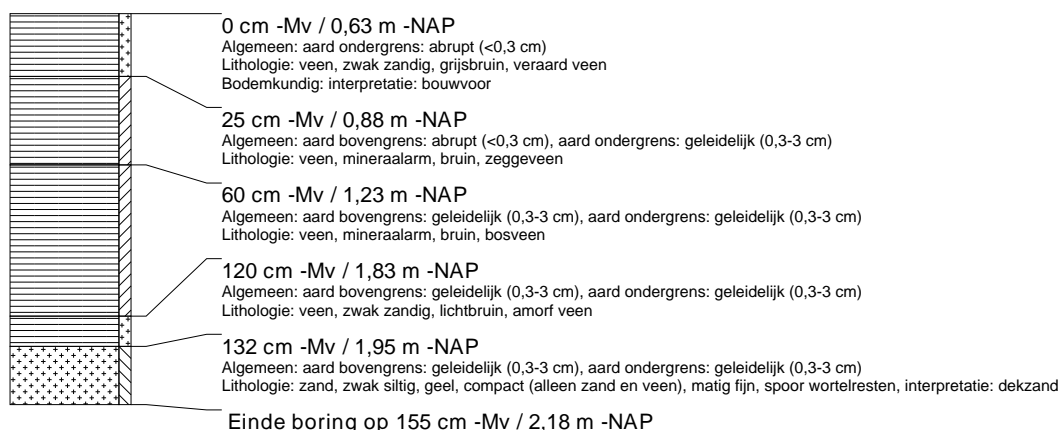 0 cm -Mv / 0,63 m -NAP
Algemeen: aard ondergrens: abrupt (<0,3 cm)
Lithologie: veen, zwak zandig, grijsbruin, veraard veen
Bodemkundig: interpretatie: bouwvoor
25 cm -Mv / 0,88 m -NAP
Algemeen: aard bovengrens: abrupt (<0,3 cm), aard ondergrens: geleidelijk (0,3-3 cm)
Lithologie: veen, mineraalarm, bruin, zeggeveen
60 cm -Mv / 1,23 m -NAP
Algemeen: aard bovengrens: geleidelijk (0,3-3 cm), aard ondergrens: geleidelijk (0,3-3 cm)
Lithologie: veen, mineraalarm, bruin, bosveen
120 cm -Mv / 1,83 m -NAP
Algemeen: aard bovengrens: geleidelijk (0,3-3 cm), aard ondergrens: geleidelijk (0,3-3 cm)
Lithologie: veen, zwak zandig, lichtbruin, amorf veen
132 cm -Mv / 1,95 m -NAP
Algemeen: aard bovengrens: geleidelijk (0,3-3 cm), aard ondergrens: geleidelijk (0,3-3 cm)
Lithologie: zand, zwak siltig, geel, compact (alleen zand en veen), matig fijn, spoor wortelresten, interpretatie: dekzand
Einde boring op 155 cm -Mv / 2,18 m -NAP